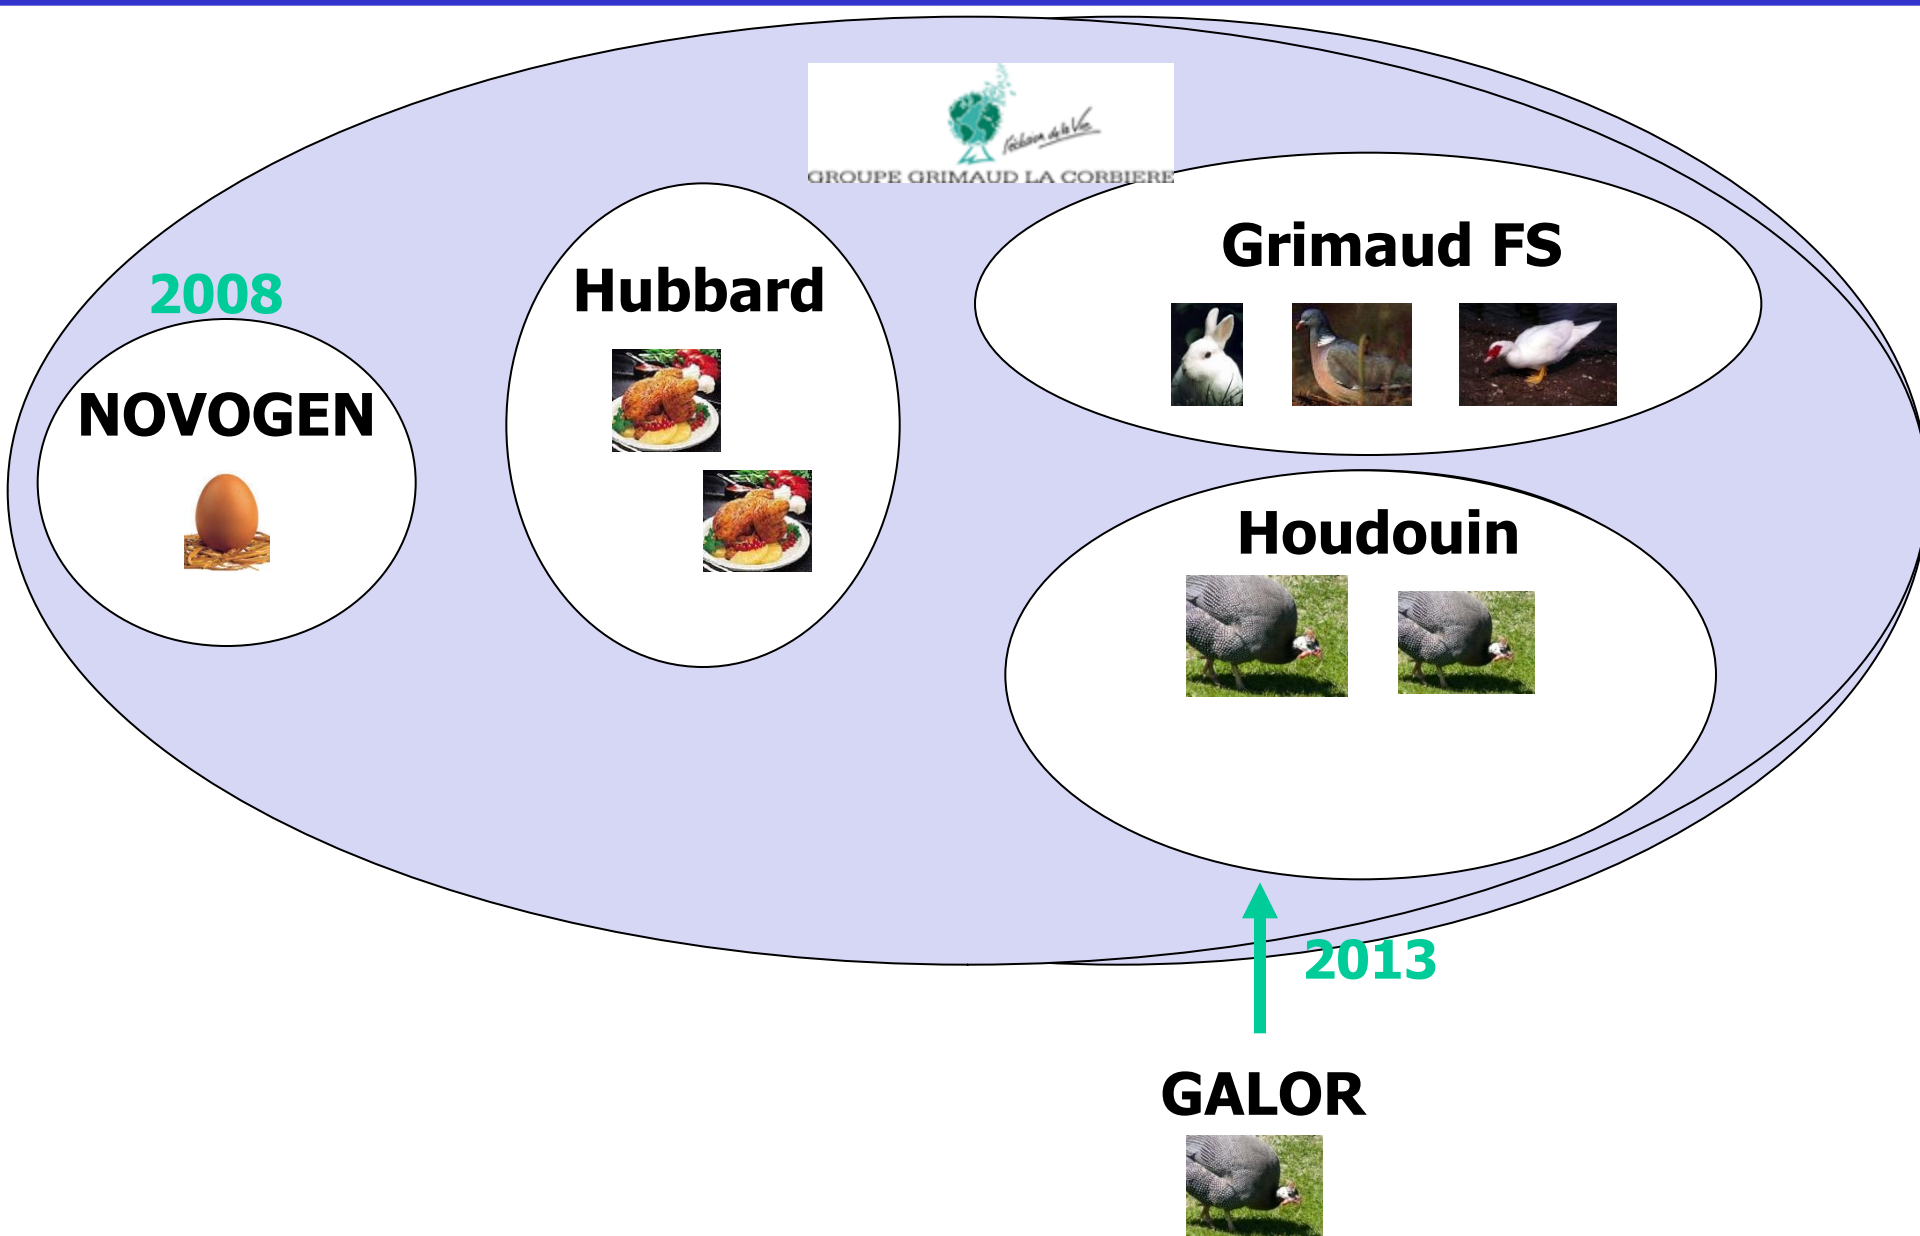 GROUPE GRIMAUD LA CORBIERE
Grimaud FS
Hubbard
2008
NOVOGEN
Houdouin
2013
GALOR